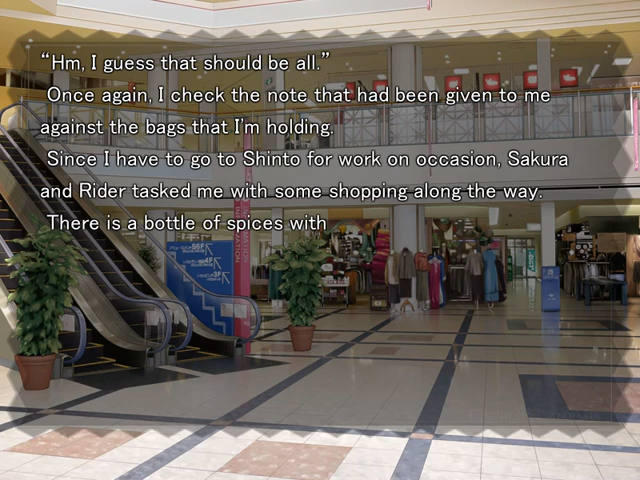 “Hm, I guess that should be all.”
Once again, I check the note that had been given to me
against the bags that I'm holding.
Since I have to go to Shinto for work on occasion, Sakura
and Rider tasked me with some shopping along the way.
There is a bottle of spices with